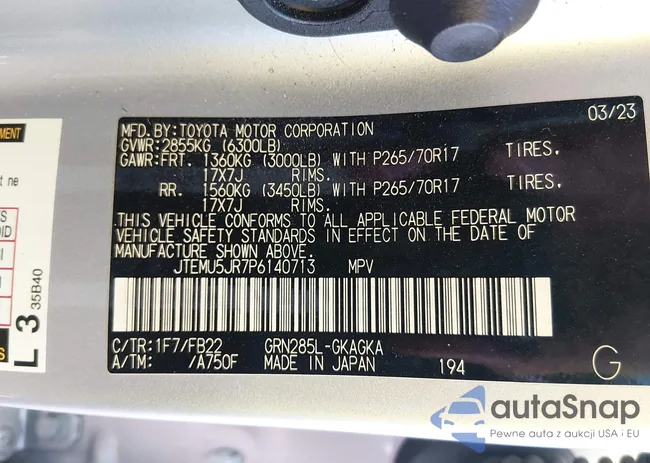 03/23
MFD.BY:TOYOTA MOTOR CORPORATION
GVWR:2855KG (6300LB)
GAWR:FRT. 1360KG (3000LB) WITH P265/70R17 TIRES.
17X7J RIMS.
RR. 1560KG (3450LB) WITH P265/70R17 TIRES,
17X7J RIMS.
THIS VEHICLE CONFORMS TO ALL APPLICABLE FEDERAL MOTOR
VEHICLE SAFETY STANDARDS IN EFFECT ON THE DATE OF
MANUFACTURE SHOWN ABOVE.
JTEMU5JR7P6140713 MPV
C/TR:1F7/FB22 GRN285L-GKAGKA
A/TM: /A750F MADE IN JAPAN 194 G
t ne
L 3 35B40
autaSnap
Pewne auta z aukcji USA i EU